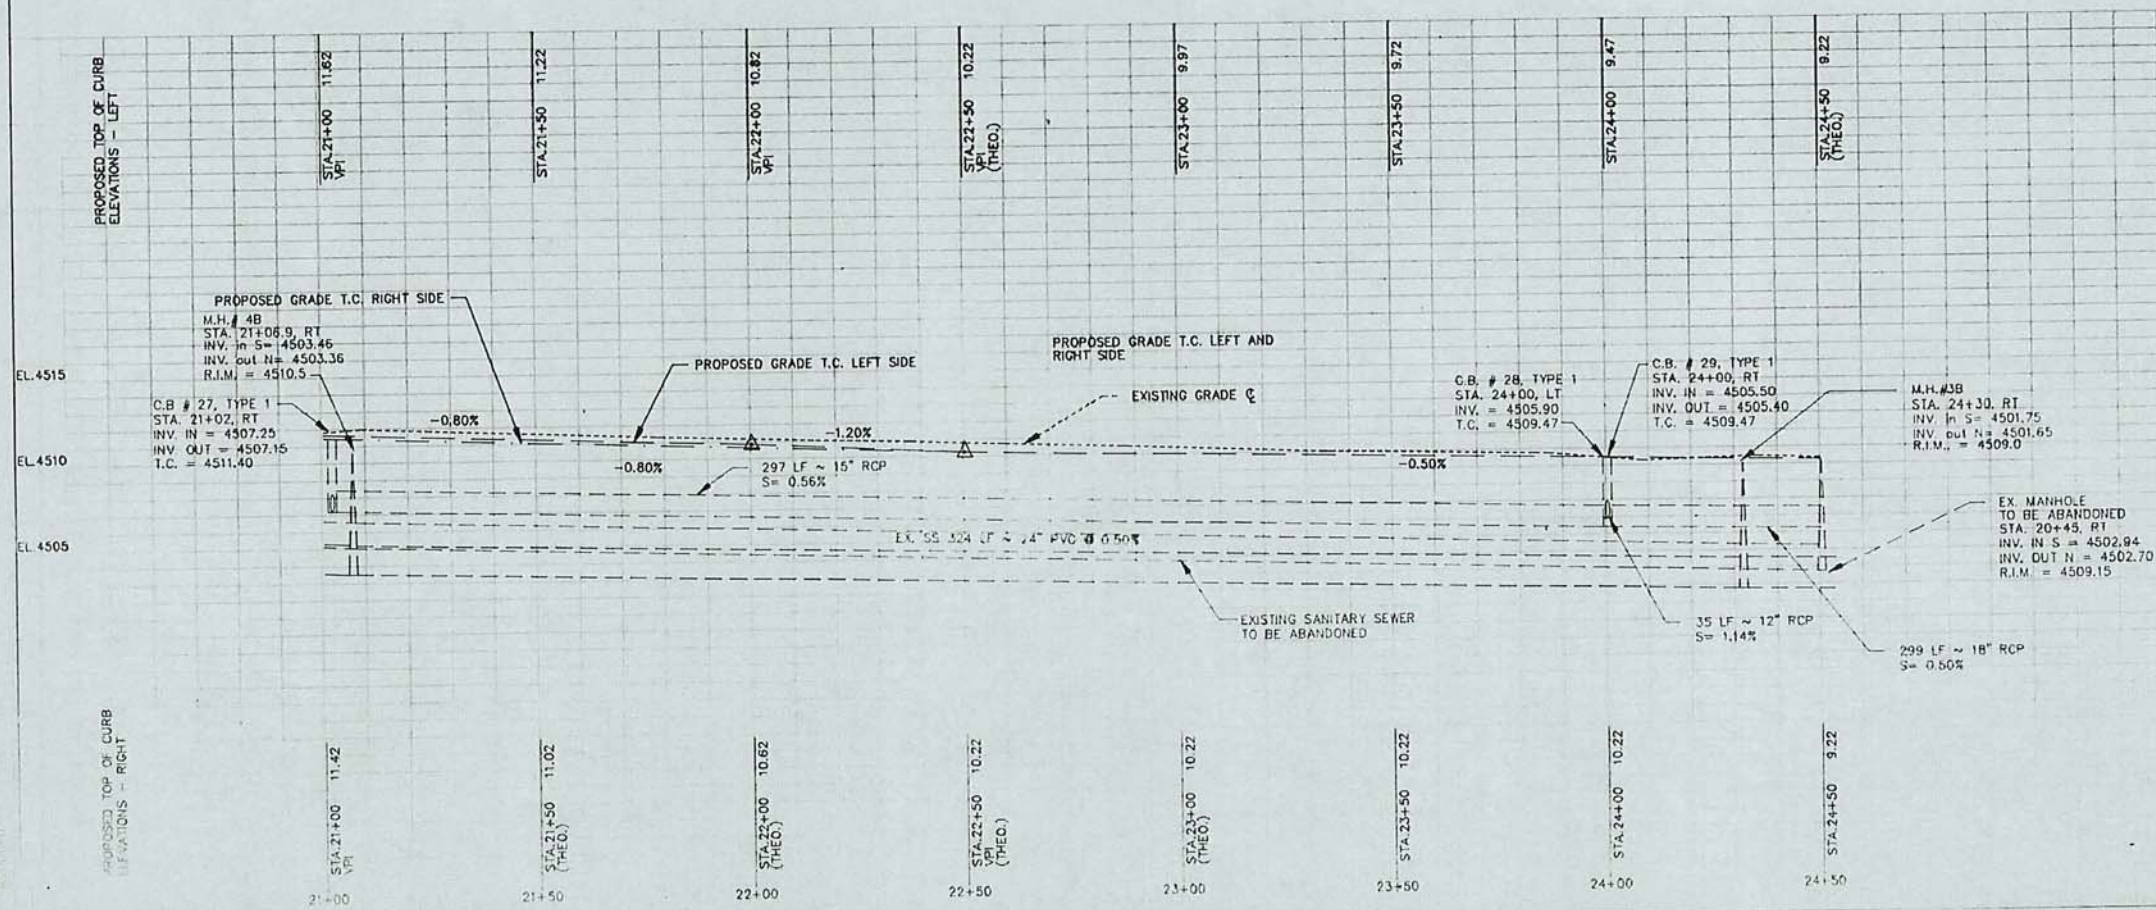 PROPOSED TOP OF CURB
ELEVATIONS - LEFT
STA.21+00 11.62
VPI
STA.21+50 11.22
STA.22+00 10.82
VPI
STA.22+50 10.22
VPI
(THEO.)
STA.23+00 9.97
STA.23+50 9.72
STA.24+00 9.47
STA.24+50 9.22
(THEO.)
PROPOSED GRADE T.C. RIGHT SIDE
M.H.# 4B
STA. 21+06.9, RT
INV. in S= 4503.46
INV. out N= 4503.36
R.I.M. = 4510.5
PROPOSED GRADE T.C. LEFT SIDE
PROPOSED GRADE T.C. LEFT AND
RIGHT SIDE
EXISTING GRADE ℄
EL.4515
EL.4510
EL.4505
C.B # 27, TYPE 1
STA. 21+02, RT
INV. IN = 4507.25
INV. OUT = 4507.15
T.C. = 4511.40
-0.80%
-1.20%
-0.80%
-0.50%
297 LF ~ 15" RCP
S= 0.56%
C.B. # 28, TYPE 1
STA. 24+00, LT
INV. = 4505.90
T.C. = 4509.47
C.B. # 29, TYPE 1
STA. 24+00, RT
INV. IN = 4505.50
INV. OUT = 4505.40
T.C. = 4509.47
M.H.#3B
STA. 24+30, RT
INV. in S= 4501.75
INV. out N= 4501.65
R.I.M. = 4509.0
EX. MANHOLE
TO BE ABANDONED
STA. 20+45, RT
INV. IN S = 4502.94
INV. OUT N = 4502.70
R.I.M. = 4509.15
EX. SS 324 LF ~ 24" PVC @ 0.50%
EXISTING SANITARY SEWER
TO BE ABANDONED
35 LF ~ 12" RCP
S= 1.14%
299 LF ~ 18" RCP
S= 0.50%
PROPOSED TOP OF CURB
ELEVATIONS - RIGHT
STA.21+00 11.42
VPI
STA.21+50 11.02
(THEO.)
STA.22+00 10.62
(THEO.)
STA.22+50 10.22
VPI
(THEO.)
STA.23+00 10.22
(THEO.)
STA.23+50 10.22
STA.24+00 10.22
STA.24+50 9.22
21+00
21+50
22+00
22+50
23+00
23+50
24+00
24+50